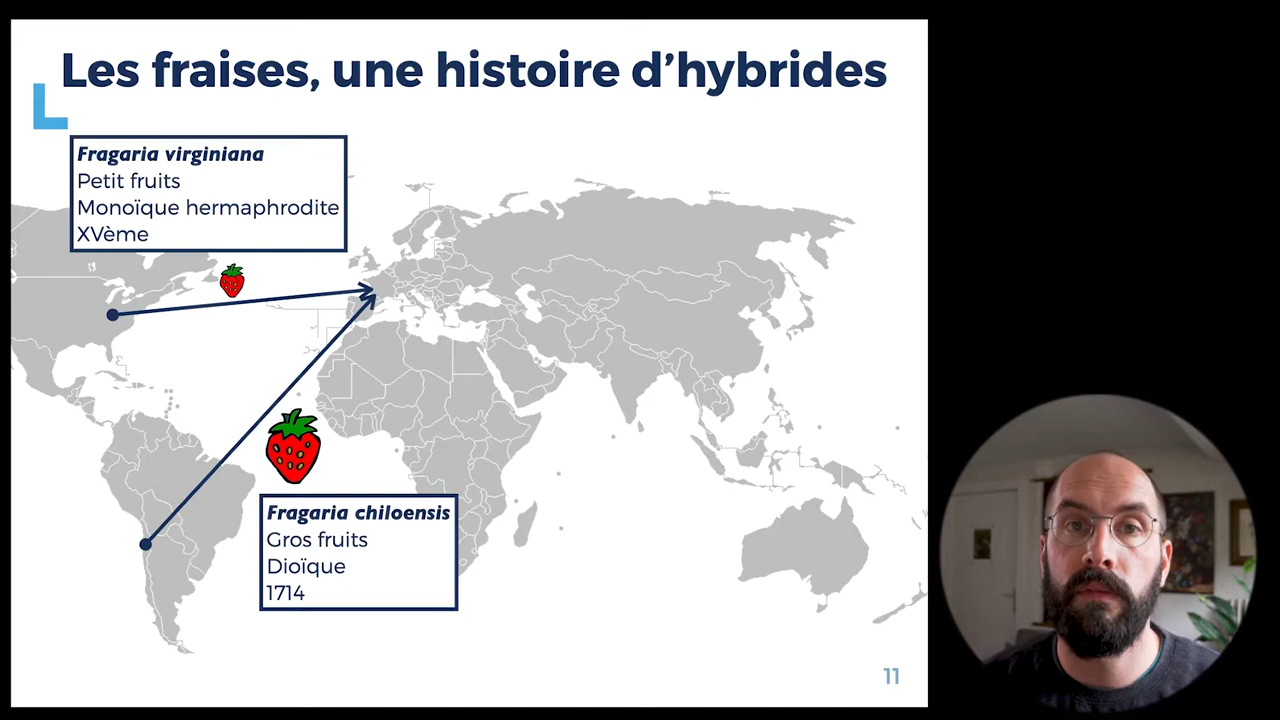 Les fraises, une histoire d’hybrides
Fragaria virginiana
Petit fruits
Monoïque hermaphrodite
XVème
Fragaria chiloensis
Gros fruits
Dioïque
1714
11